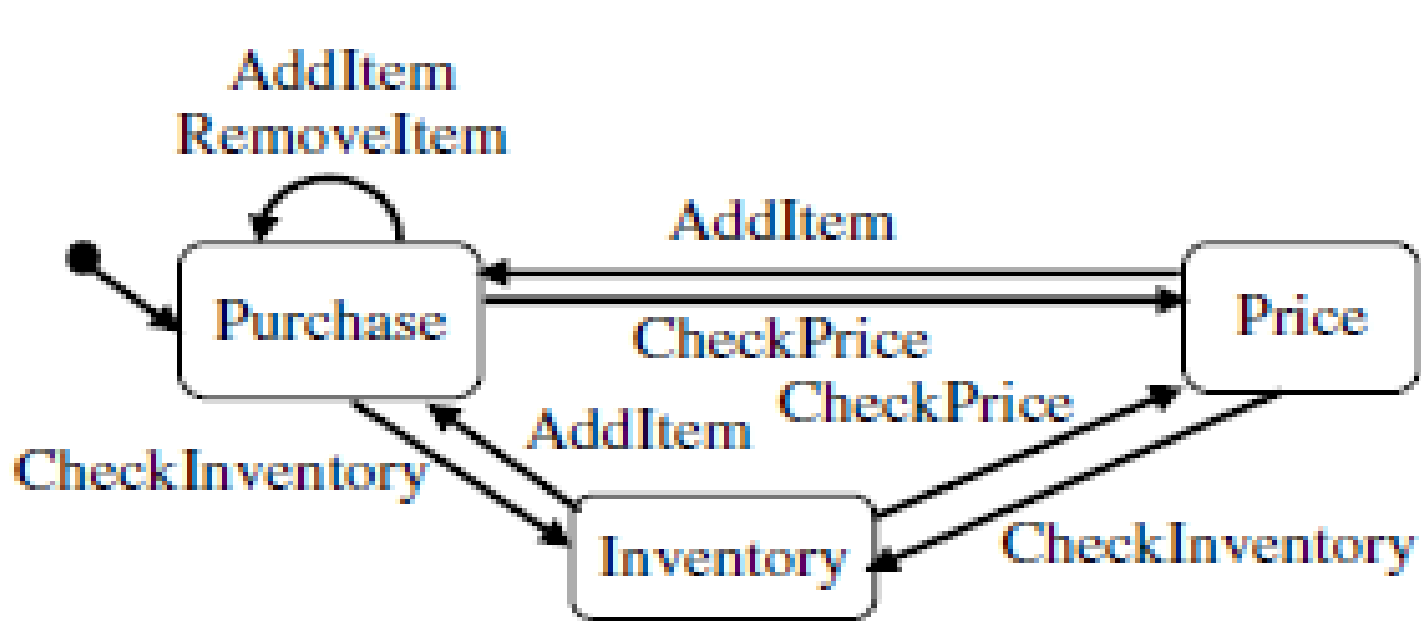 AddItem
RemoveItem
AddItem
Purchase
Price
CheckPrice
CheckPrice
AddItem
CheckInventory
Inventory
CheckInventory